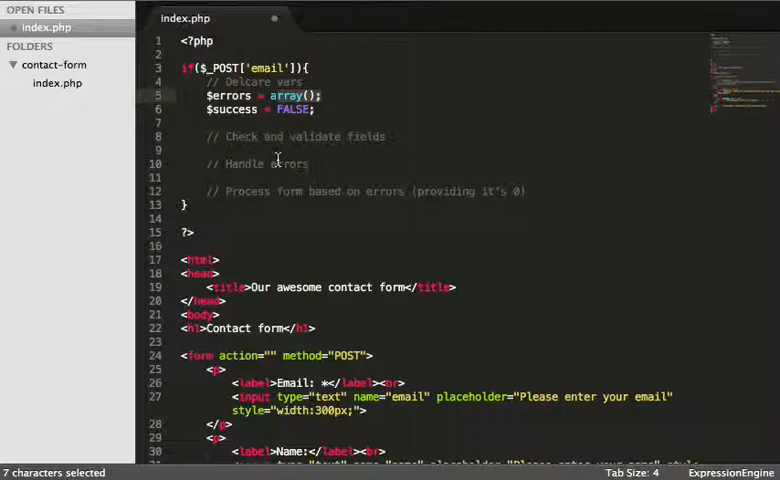 OPEN FILES
index.php
FOLDERS
contact-form
index.php
index.php
1 <?php
2
3 if($_POST['email']){
4 // Delcare vars
5 $errors = array();
6 $success = FALSE;
7
8 // Check and validate fields
9
10 // Handle errors
11
12 // Process form based on errors (providing it's 0)
13 }
14
15 ?>
16
17 <html>
18 <head>
19 <title>Our awesome contact form</title>
20 </head>
21 <body>
22 <h1>Contact form</h1>
23
24 <form action="" method="POST">
25 <p>
26 <label>Email: *</label><br>
27 <input type="text" name="email" placeholder="Please enter your email"
style="width:300px;">
28 </p>
29 <p>
30 <label>Name:</label><br>
7 characters selected
Tab Size: 4
ExpressionEngine